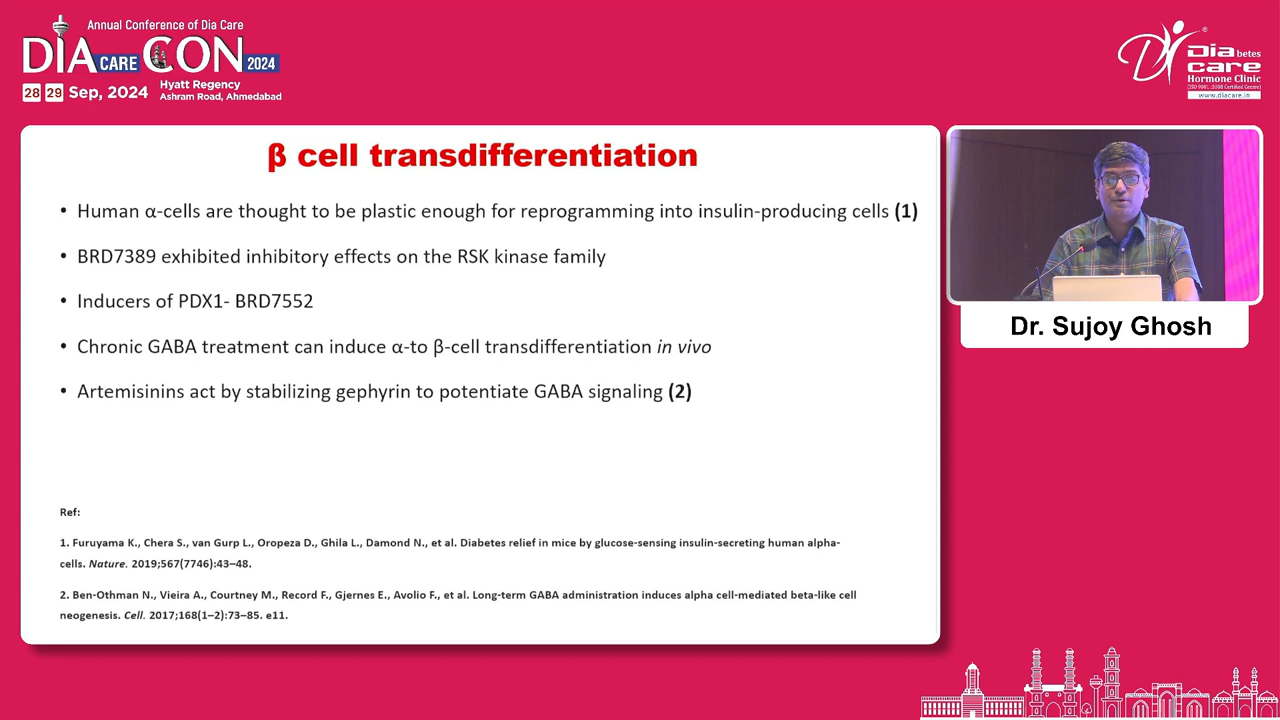 Annual Conference of Dia Care
DIA CARE CON 2024
28 29 Sep, 2024
Hyatt Regency
Ashram Road, Ahmedabad
Diabetes
care
Hormone Clinic
(ISO 9001 : 2008 Certified Centre)
www.diacare.in
β cell transdifferentiation
• Human α-cells are thought to be plastic enough for reprogramming into insulin-producing cells (1)
• BRD7389 exhibited inhibitory effects on the RSK kinase family
• Inducers of PDX1- BRD7552
• Chronic GABA treatment can induce α-to β-cell transdifferentiation in vivo
• Artemisinins act by stabilizing gephyrin to potentiate GABA signaling (2)
Ref:
1. Furuyama K., Chera S., van Gurp L., Oropeza D., Ghila L., Damond N., et al. Diabetes relief in mice by glucose-sensing insulin-secreting human alpha-
cells. Nature. 2019;567(7746):43–48.
2. Ben-Othman N., Vieira A., Courtney M., Record F., Gjernes E., Avolio F., et al. Long-term GABA administration induces alpha cell-mediated beta-like cell
neogenesis. Cell. 2017;168(1–2):73–85. e11.
Dr. Sujoy Ghosh